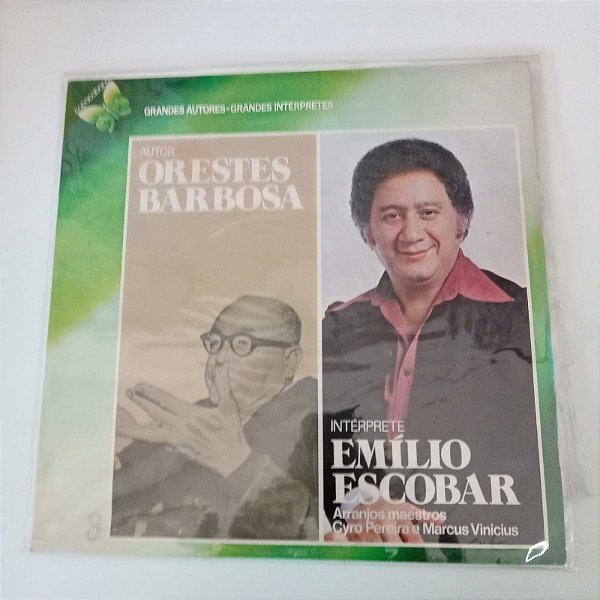 GRANDES AUTORES-GRANDES INTÉRPRETES
AUTOR
ORESTES
BARBOSA
INTÉRPRETE
EMÍLIO
ESCOBAR
Arranjos-maestros
Cyro Pereira e Marcus Vinicius